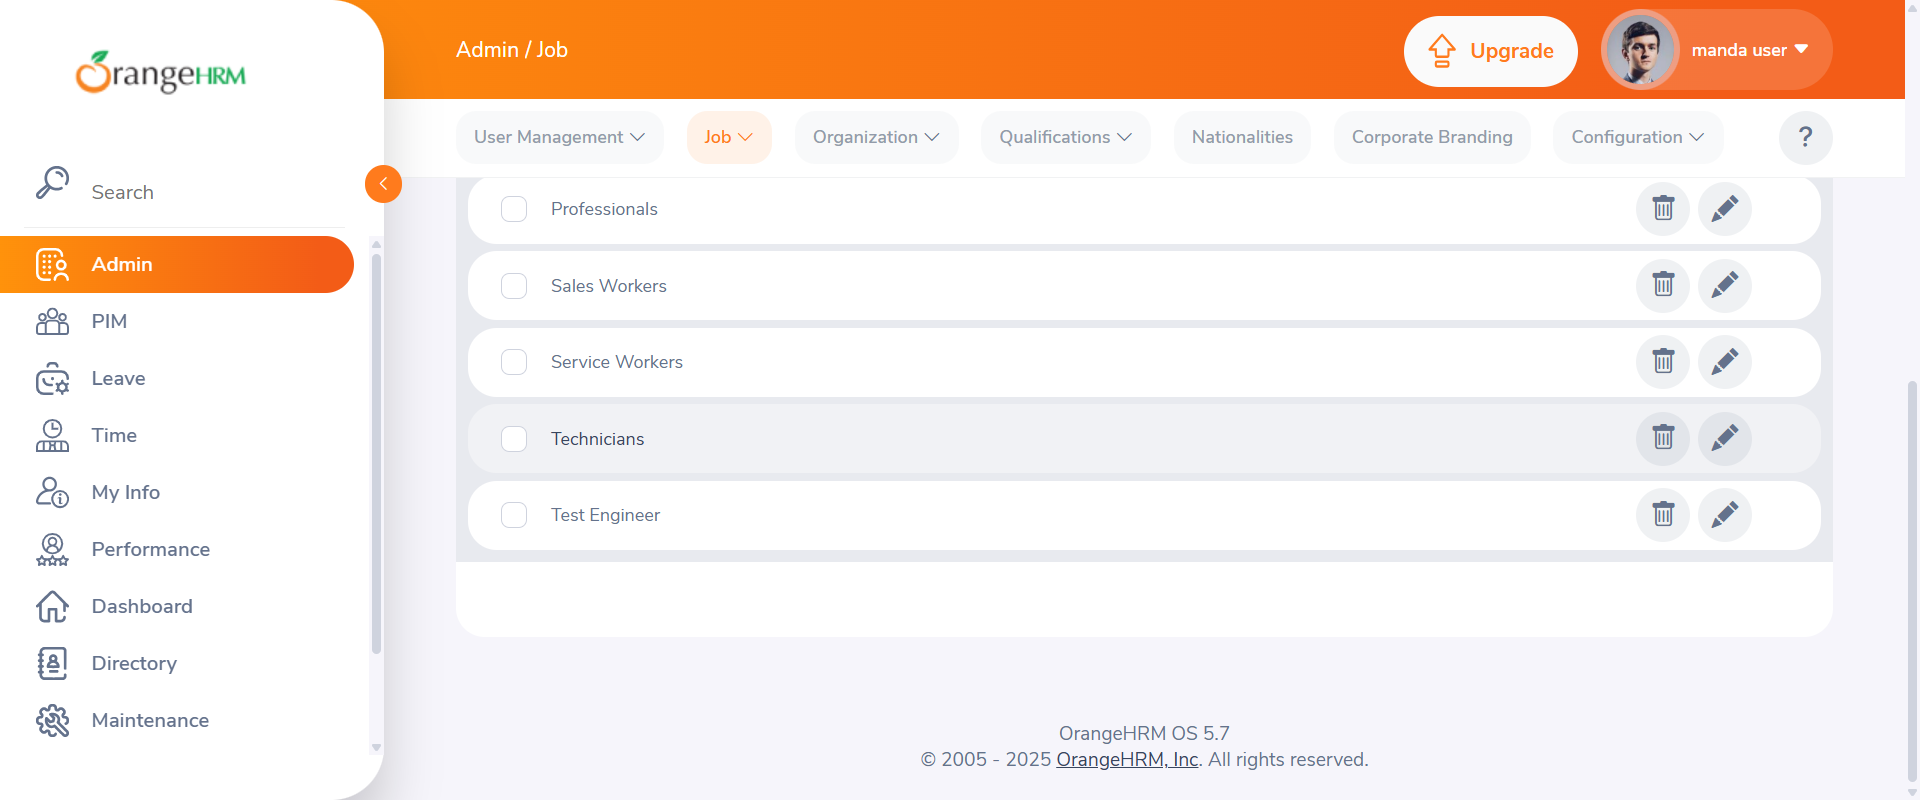 OrangeHRM
Admin / Job
Upgrade
manda user
User Management
Job
Organization
Qualifications
Nationalities
Corporate Branding
Configuration
?
Search
Admin
PIM
Leave
Time
My Info
Performance
Dashboard
Directory
Maintenance
Professionals
Sales Workers
Service Workers
Technicians
Test Engineer
OrangeHRM OS 5.7
© 2005 - 2025 OrangeHRM, Inc. All rights reserved.